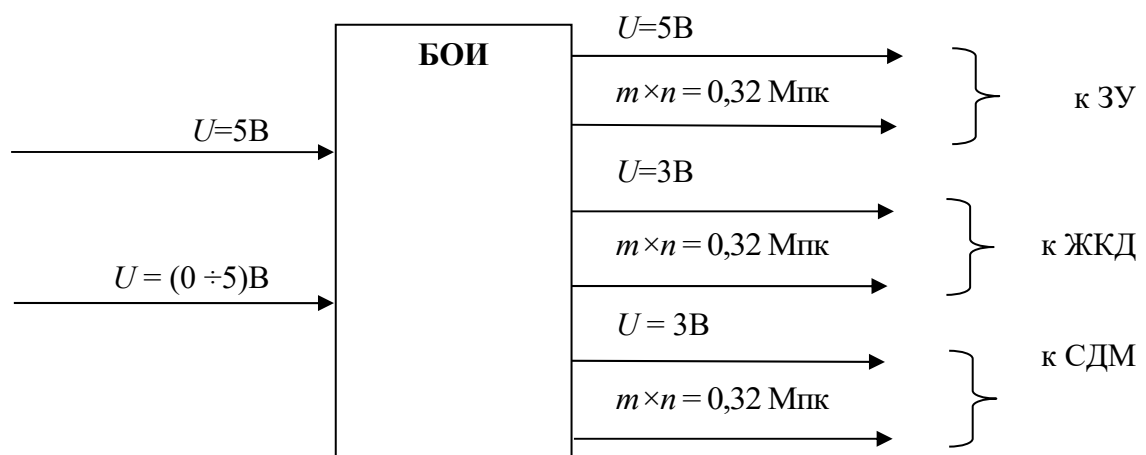 БОИ
U=5В
U = (0 ÷5)В
U=5В
m×n = 0,32 Мпк
к ЗУ
U=3В
m×n = 0,32 Мпк
к ЖКД
U = 3В
к СДМ
m×n = 0,32 Мпк